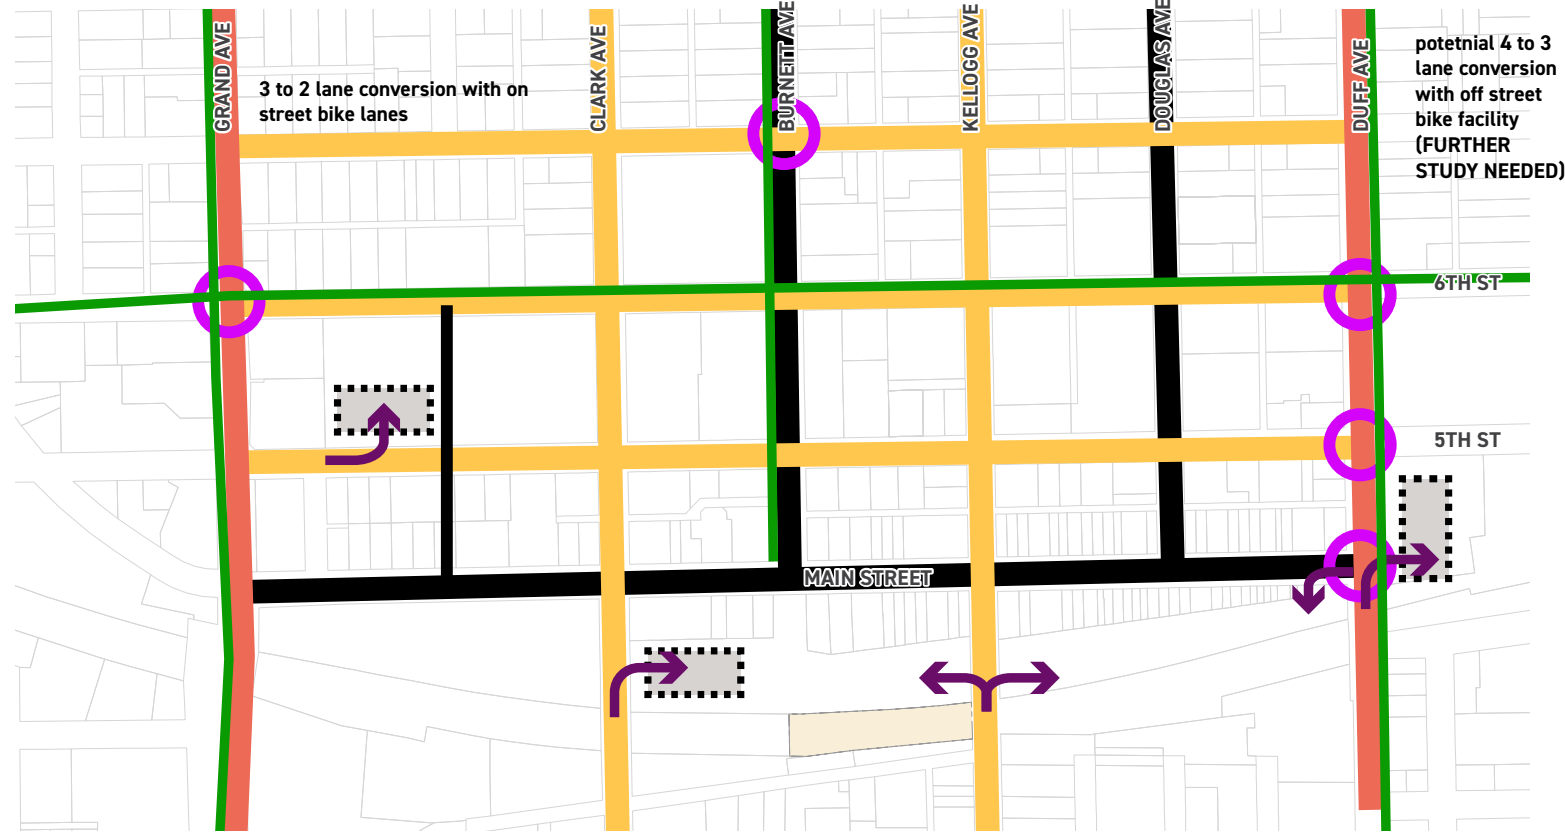 GRAND AVE
3 to 2 lane conversion with on
street bike lanes
CLARK AVE
BURNETT AVE
KELLOGG AVE
DOUGLAS AVE
DUFF AVE
potetnial 4 to 3
lane conversion
with off street
bike facility
(FURTHER
STUDY NEEDED)
6TH ST
5TH ST
MAIN STREET